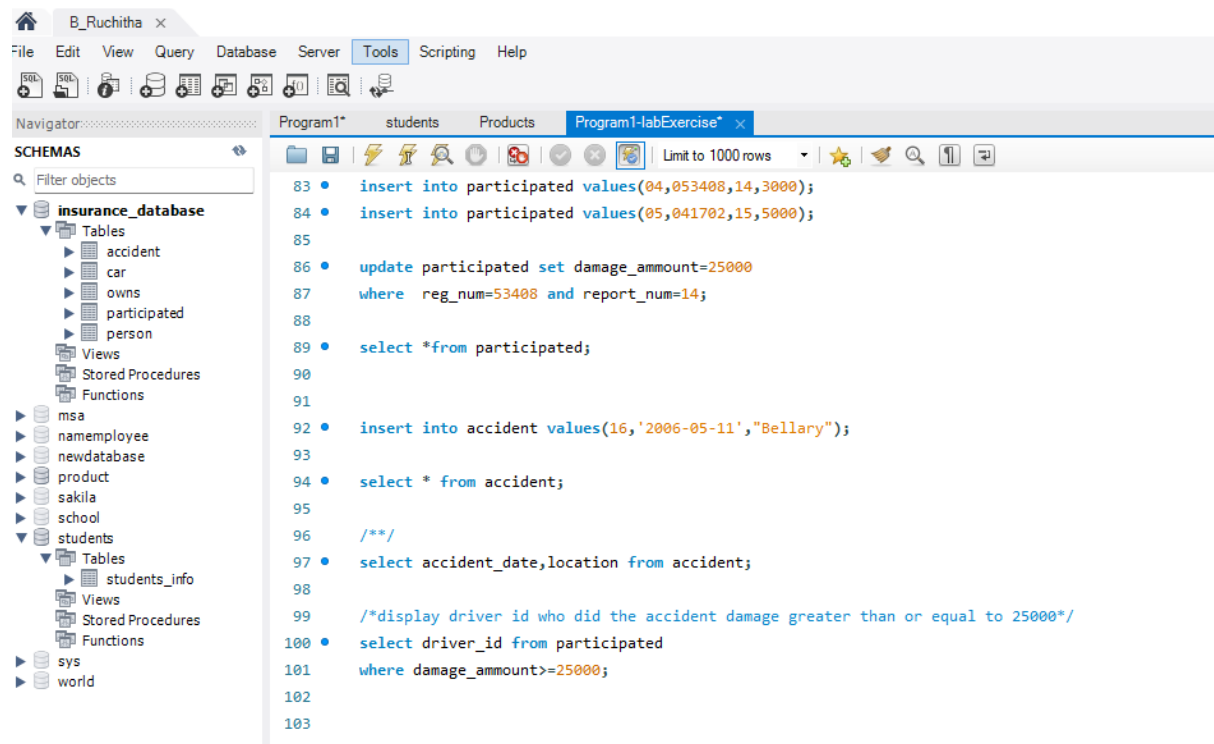 B_Ruchitha ×
File Edit View Query Database Server Tools Scripting Help
Navigator
SCHEMAS
Filter objects
insurance_database
Tables
accident
car
owns
participated
person
Views
Stored Procedures
Functions
msa
namemployee
newdatabase
product
sakila
school
students
Tables
students_info
Views
Stored Procedures
Functions
sys
world
Program1* students Products Program1-labExercise* ×
Limit to 1000 rows
83 insert into participated values(04,053408,14,3000);
84 insert into participated values(05,041702,15,5000);
85
86 update participated set damage_ammount=25000
87 where  reg_num=53408 and report_num=14;
88
89 select *from participated;
90
91
92 insert into accident values(16,'2006-05-11',"Bellary");
93
94 select * from accident;
95
96 /**/
97 select accident_date,location from accident;
98
99 /*display driver id who did the accident damage greater than or equal to 25000*/
100 select driver_id from participated
101 where damage_ammount>=25000;
102
103